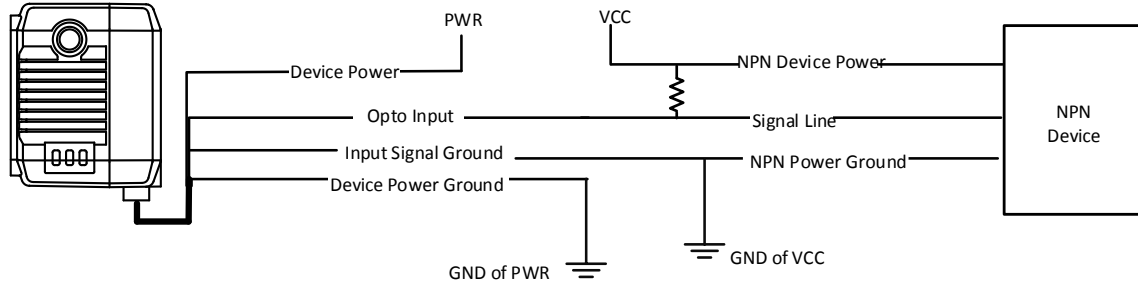 PWR
VCC
Device Power
NPN Device Power
Opto Input
Signal Line
NPN
Device
Input Signal Ground
NPN Power Ground
Device Power Ground
GND of PWR
GND of VCC